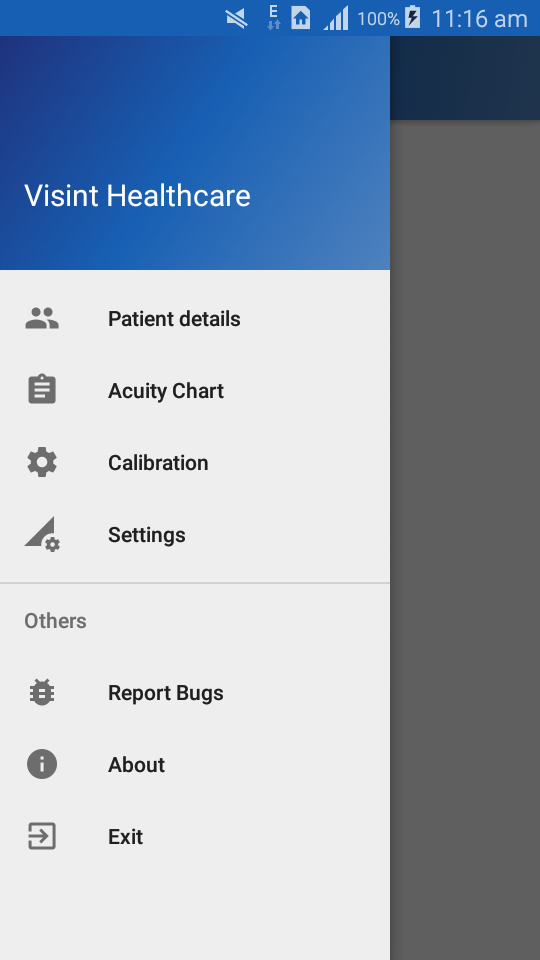 E 100% 11:16 am
Visint Healthcare
Patient details
Acuity Chart
Calibration
Settings
Others
Report Bugs
About
Exit